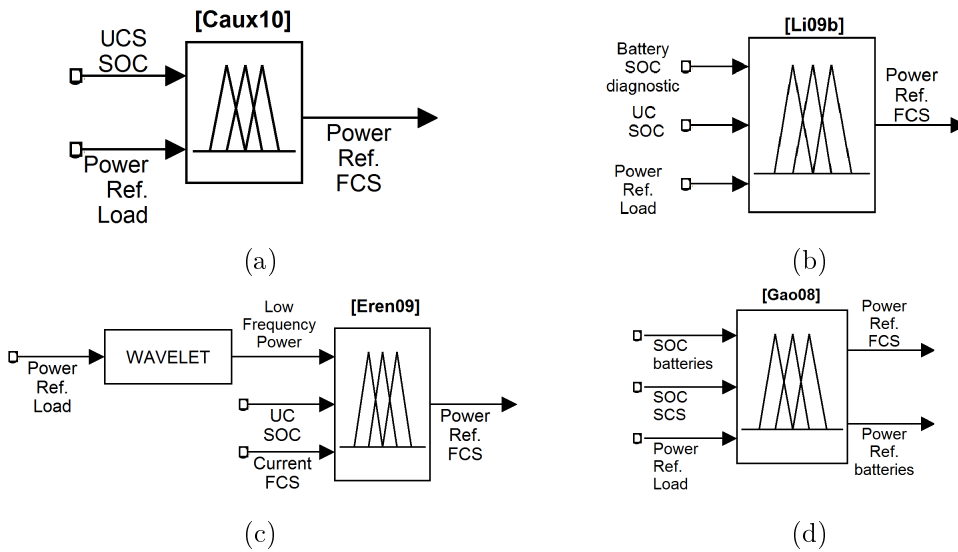 [Caux10]
UCS
SOC
Power
Ref.
Load
Power
Ref.
FCS
(a)
[Li09b]
Battery
SOC
diagnostic
UC
SOC
Power
Ref.
Load
Power
Ref.
FCS
(b)
[Eren09]
Power
Ref.
Load
WAVELET
Low
Frequency
Power
UC
SOC
Current
FCS
Power
Ref.
FCS
(c)
[Gao08]
SOC
batteries
SOC
SCS
Power
Ref.
Load
Power
Ref.
FCS
Power
Ref.
batteries
(d)